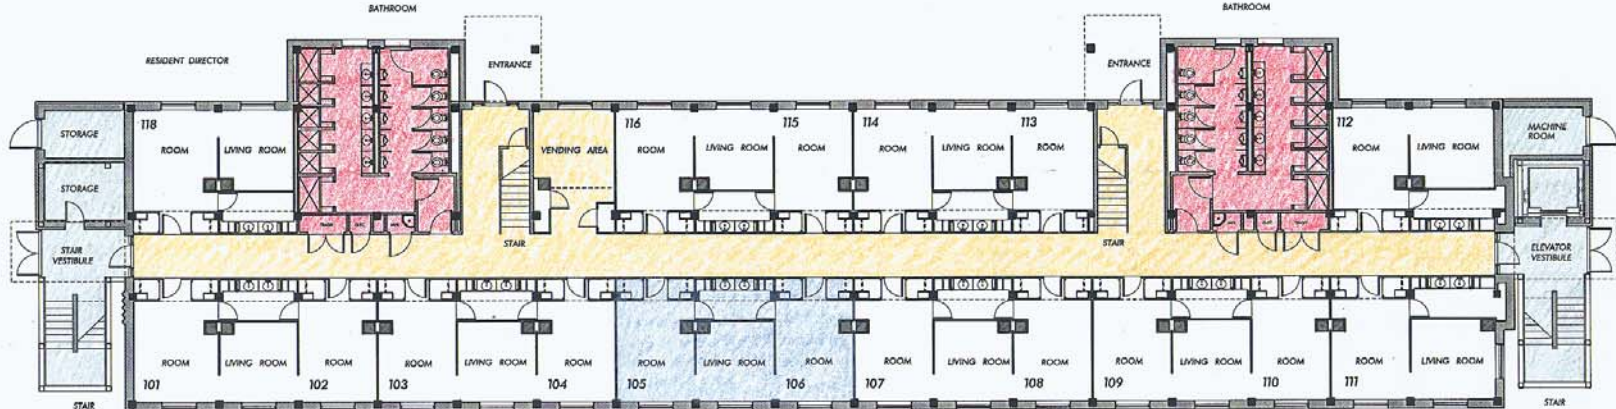 BATHROOM
BATHROOM
RESIDENT DIRECTOR
ENTRANCE
ENTRANCE
118
116
115
114
113
112
STORAGE
ROOM
LIVING ROOM
VENDING AREA
ROOM
LIVING ROOM
ROOM
ROOM
LIVING ROOM
ROOM
ROOM
LIVING ROOM
MACHINE
ROOM
STORAGE
STAIR
VESTIBULE
STAIR
STAIR
ELEVATOR
VESTIBULE
ROOM
LIVING ROOM
ROOM
ROOM
LIVING ROOM
ROOM
ROOM
LIVING ROOM
ROOM
ROOM
LIVING ROOM
ROOM
ROOM
LIVING ROOM
ROOM
ROOM
LIVING ROOM
101
102
103
104
105
106
107
108
109
110
111
STAIR
STAIR